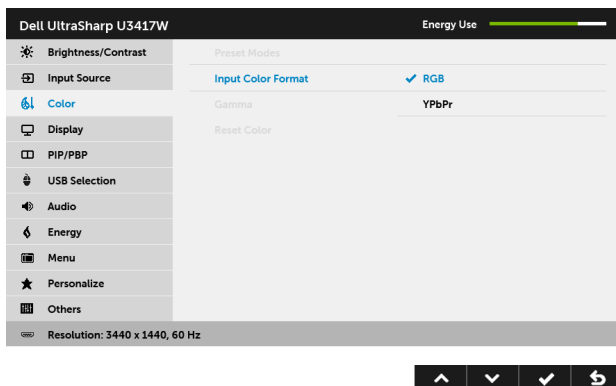 Dell UltraSharp U3417W
Energy Use
Brightness/Contrast
Preset Modes
Input Source
Input Color Format
RGB
Color
Gamma
YPbPr
Display
Reset Color
PIP/PBP
USB Selection
Audio
Energy
Menu
Personalize
Others
Resolution: 3440 x 1440, 60 Hz